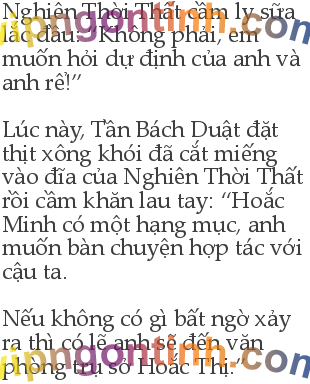 Nghiên Thời Thất cầm ly sữa
lắc đầu: “Không phải, em
muốn hỏi dự định của anh và
anh rể!”
Lúc này, Tần Bách Duật đặt
thịt xông khói đã cắt miếng
vào đĩa của Nghiên Thời Thất
rồi cầm khăn lau tay: “Hoắc
Minh có một hạng mục, anh
muốn bàn chuyện hợp tác với
cậu ta.
Nếu không có gì bất ngờ xảy
ra thì có lẽ anh sẽ đến văn
phòng trụ sở Hoắc Thị.”
vipngontinh.com